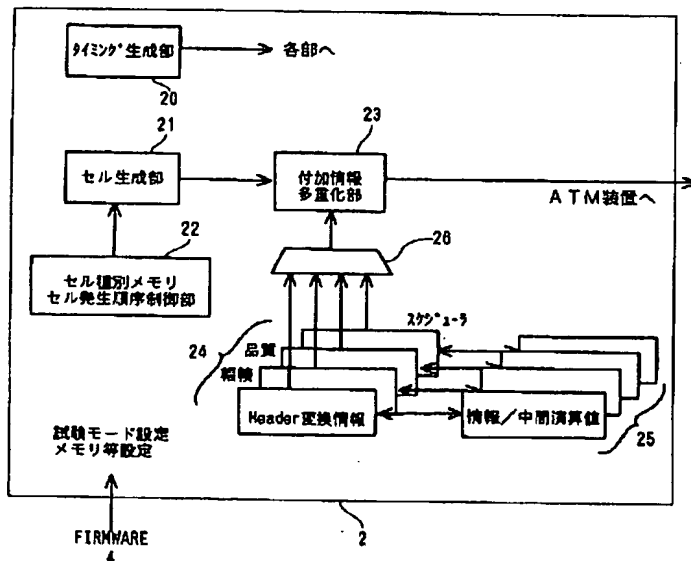 タイミング生成部
各部へ
20
21
23
セル生成部
付加情報
多重化部
ATM装置へ
22
26
セル種別メモリ
セル発生順序制御部
スケジューラ
24
品質
輻輳
Header変換情報
情報/中間演算値
25
試験モード設定
メモリ等設定
2
FIRMWARE
4